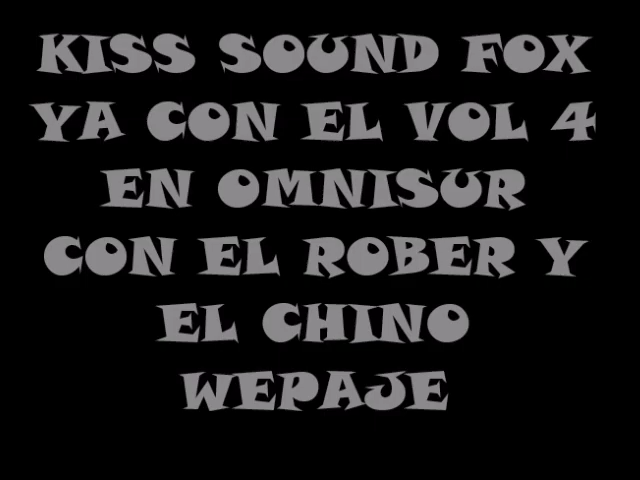 KISS SOUND FOX
YA CON EL VOL 4
EN OMNISUR
CON EL ROBER Y
EL CHINO
WEPAJE